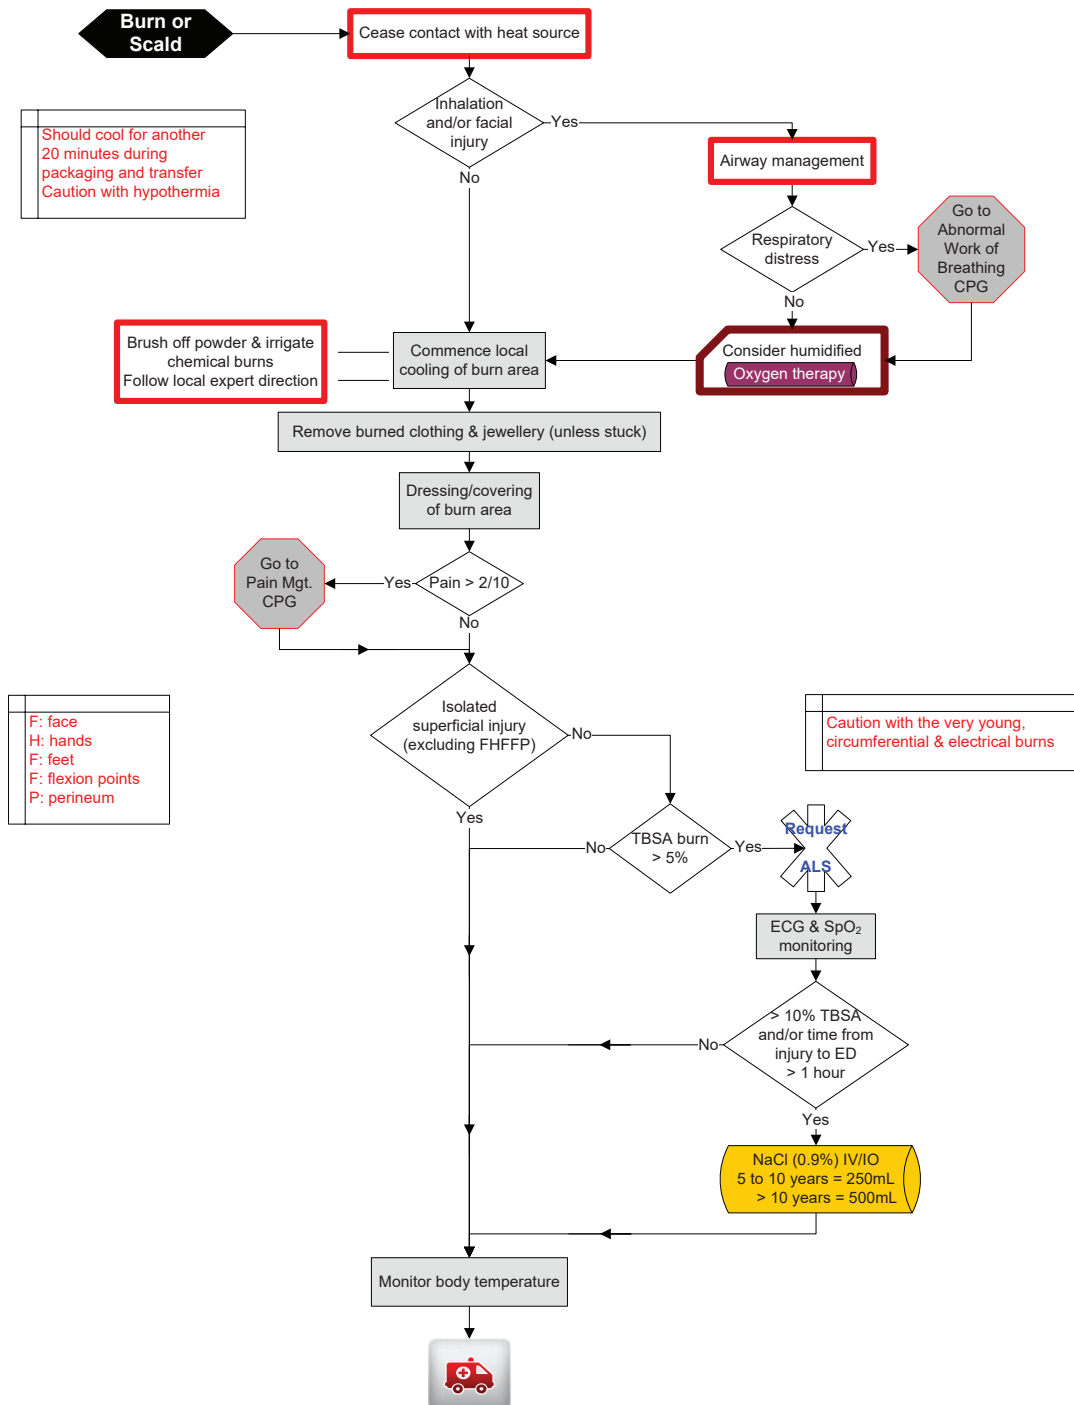 Burn or
Scald
Cease contact with heat source
Inhalation
and/or facial
injury
Yes
No
Should cool for another
20 minutes during
packaging and transfer
Caution with hypothermia
Airway management
Respiratory
distress
Yes
No
Go to
Abnormal
Work of
Breathing
CPG
Brush off powder & irrigate
chemical burns
Follow local expert direction
Commence local
cooling of burn area
Consider humidified
Oxygen therapy
Remove burned clothing & jewellery (unless stuck)
Dressing/covering
of burn area
Go to
Pain Mgt.
CPG
Yes
Pain > 2/10
No
Isolated
superficial injury
(excluding FHFFP)
No
Yes
F: face
H: hands
F: feet
F: flexion points
P: perineum
Caution with the very young,
circumferential & electrical burns
No
TBSA burn
> 5%
Yes
Request
ALS
ECG & SpO₂
monitoring
> 10% TBSA
and/or time from
injury to ED
> 1 hour
No
Yes
NaCl (0.9%) IV/IO
5 to 10 years = 250mL
> 10 years = 500mL
Monitor body temperature